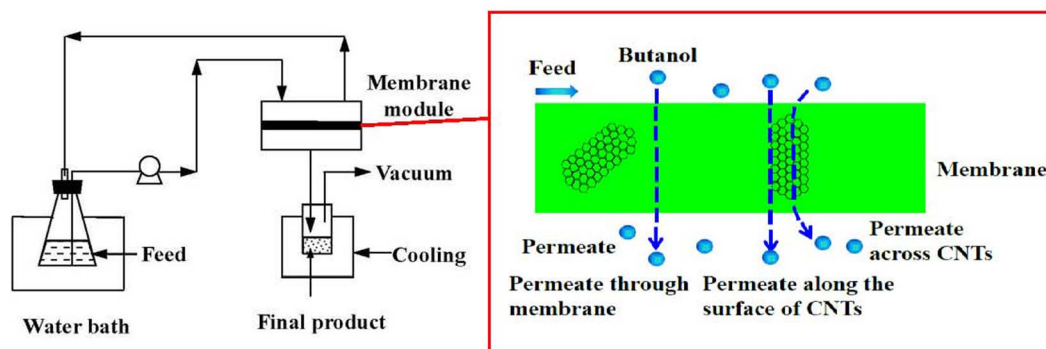 Membrane
module
Vacuum
Feed
Cooling
Water bath
Final product
Feed
Butanol
Membrane
Permeate
Permeate
across CNTs
Permeate through
membrane
Permeate along the
surface of CNTs